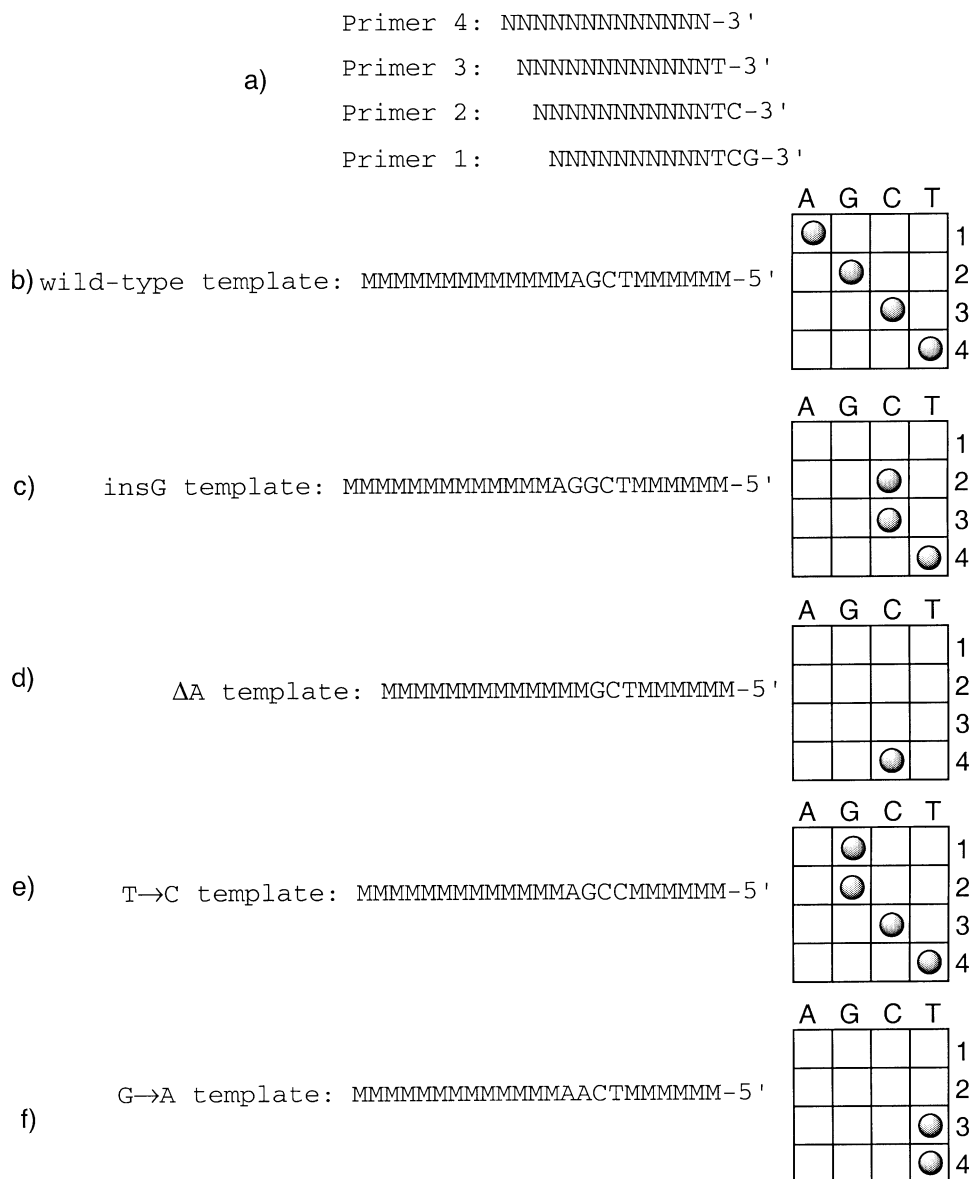 Primer 4: NNNNNNNNNNNNN-3'
a)
Primer 3: NNNNNNNNNNNNT-3'
Primer 2: NNNNNNNNNNNTC-3'
Primer 1: NNNNNNNNNNTCG-3'
A G C T
b) wild-type template: MMMMMMMMMMMMMAGCTMMMMMM-5'
1
2
3
4
A G C T
c) insG template: MMMMMMMMMMMMMAGGCTMMMMMM-5'
1
2
3
4
A G C T
d) ΔA template: MMMMMMMMMMMMMGCTMMMMMM-5'
1
2
3
4
A G C T
e) T→C template: MMMMMMMMMMMMMAGCCMMMMMM-5'
1
2
3
4
A G C T
f) G→A template: MMMMMMMMMMMMMAACTMMMMMM-5'
1
2
3
4